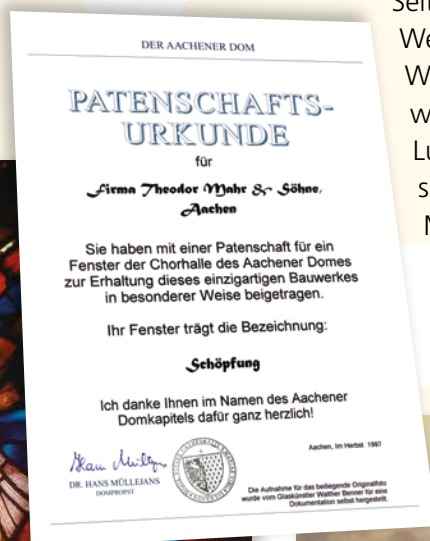 DER AACHENER DOM
PATENSCHAFTS-
URKUNDE
für
Firma Theodor Mahr & Söhne,
Aachen
Sie haben mit einer Patenschaft für ein
Fenster der Chorhalle des Aachener Domes
zur Erhaltung dieses einzigartigen Bauwerkes
in besonderer Weise beigetragen.
Ihr Fenster trägt die Bezeichnung:
Schöpfung
Ich danke Ihnen im Namen des Aachener
Domkapitels dafür ganz herzlich!
Aachen, im Herbst 1997
DR. HANS MÜLLEJANS
DOMPROPST
Die Aufnahme für das beiliegende Originalfoto
wurde vom Glaskünstler Walther Benner für eine
Dokumentation selbst hergestellt.